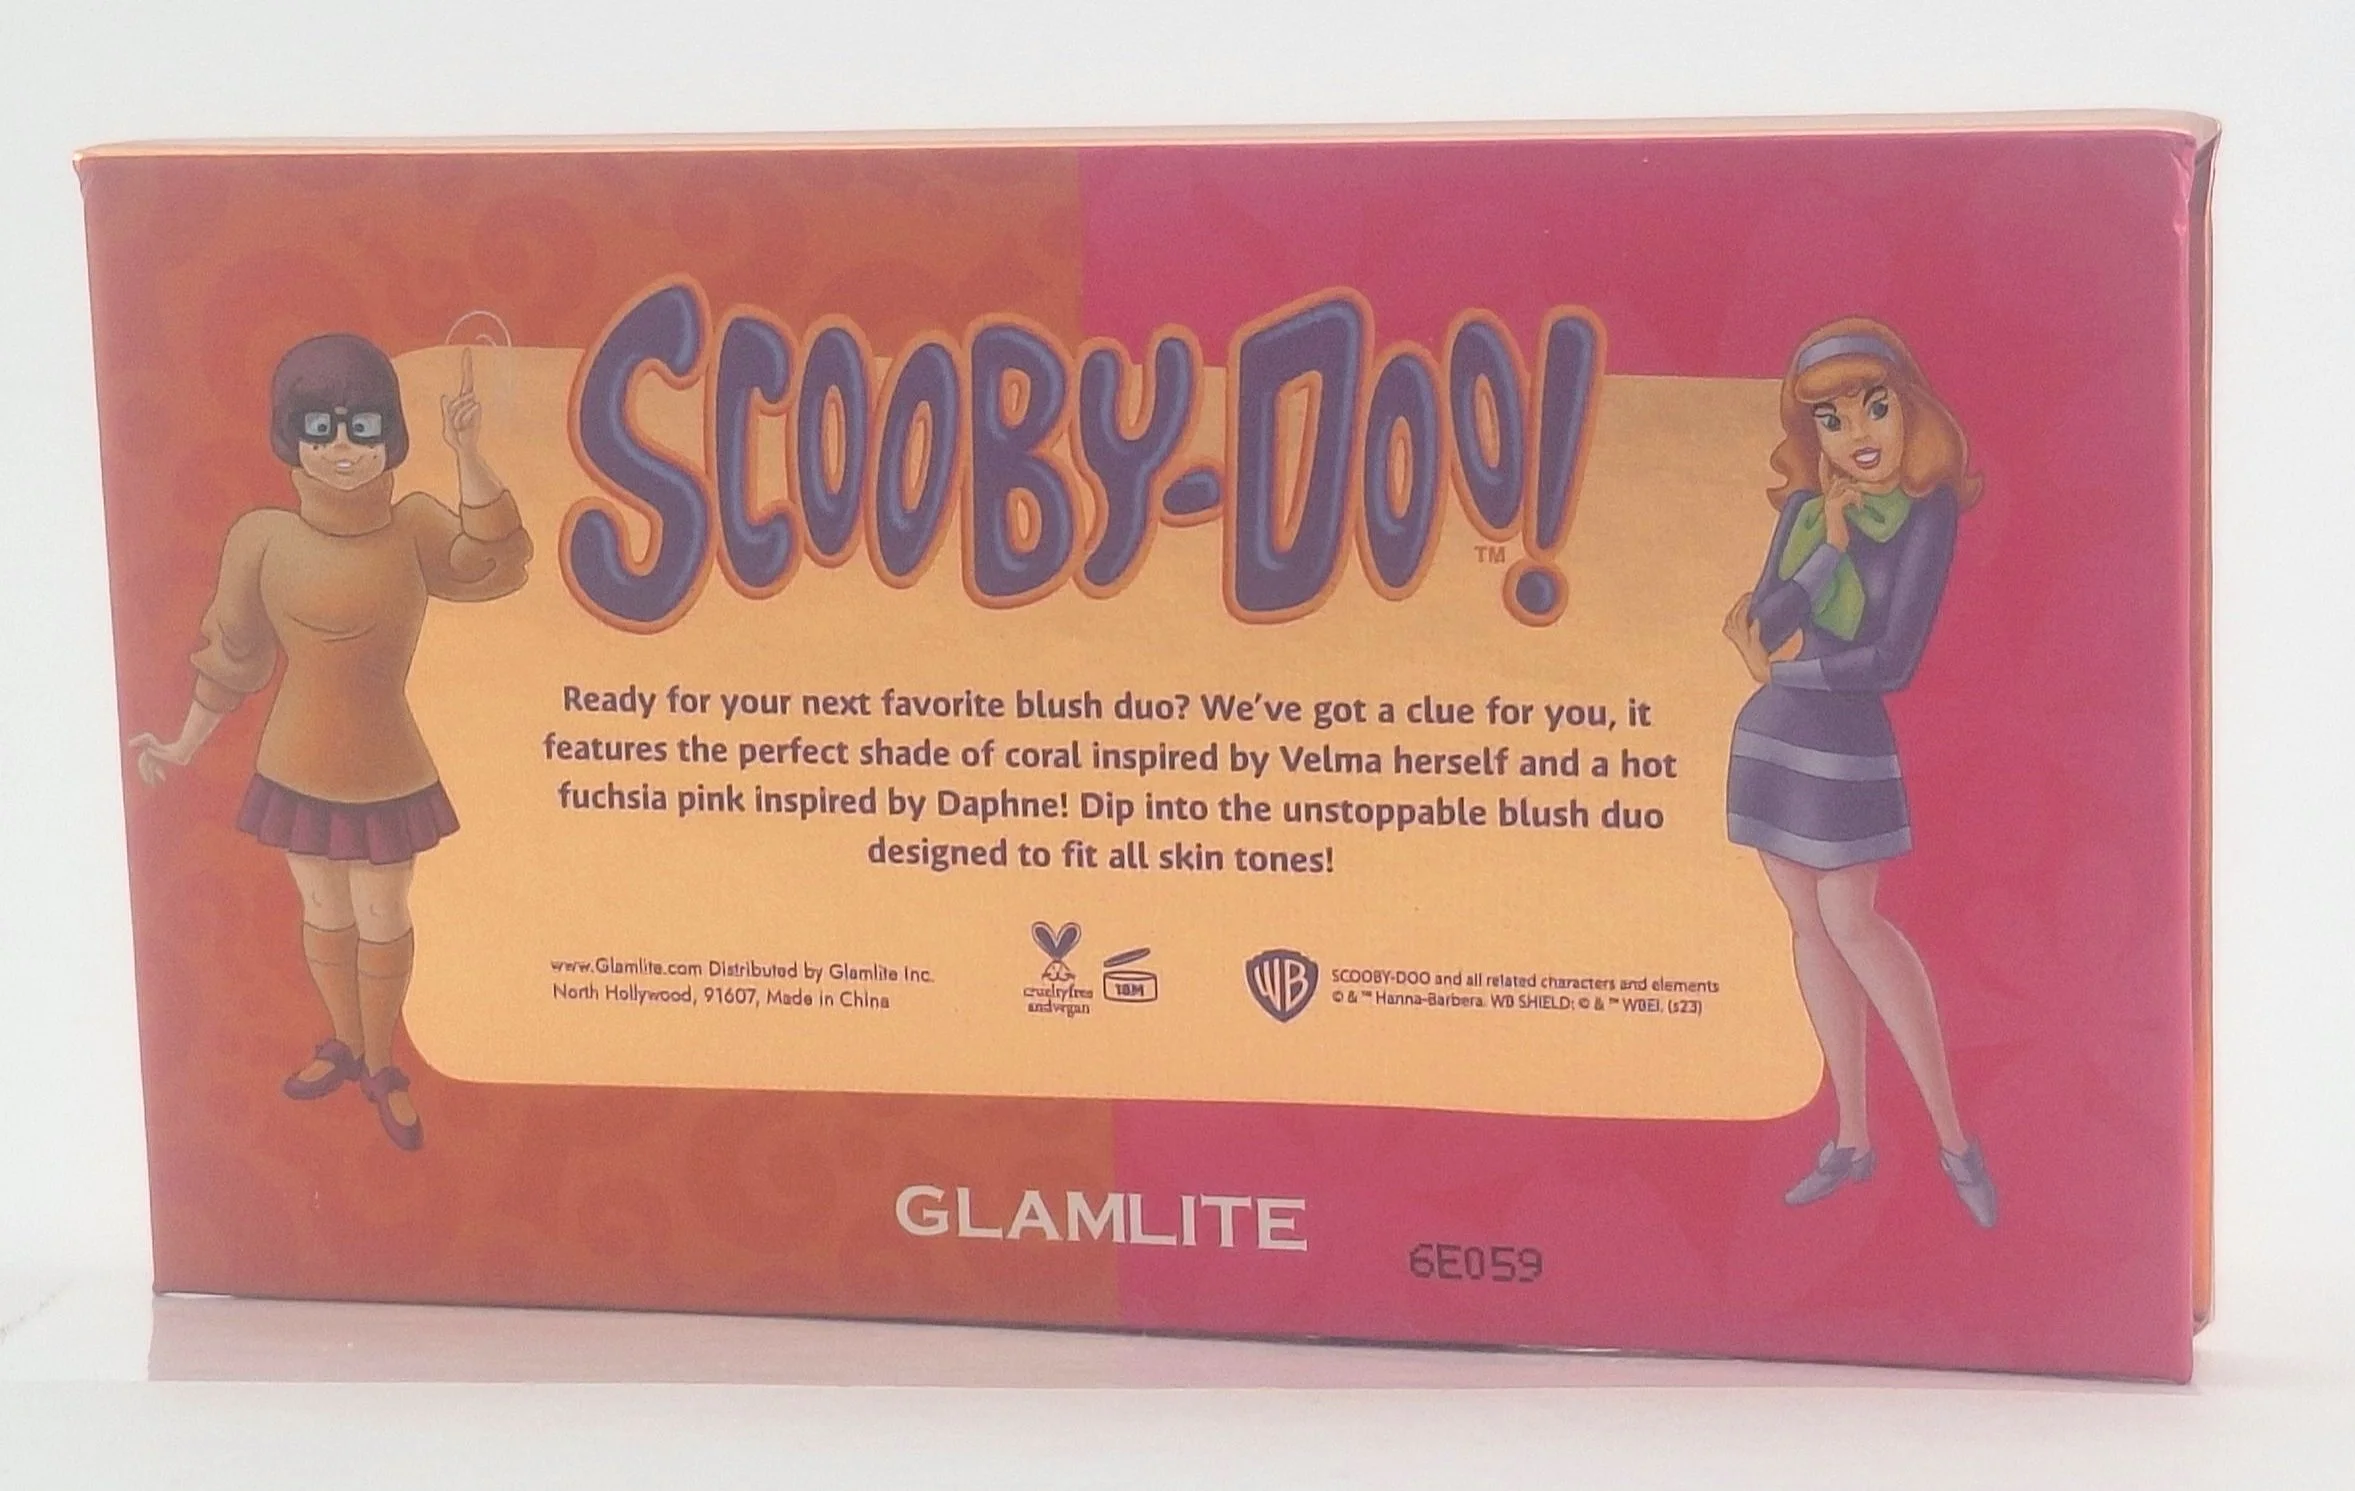 SCOOBY-DOO!
TM
Ready for your next favorite blush duo? We've got a clue for you, it
features the perfect shade of coral inspired by Velma herself and a hot
fuchsia pink inspired by Daphne! Dip into the unstoppable blush duo
designed to fit all skin tones!
www.Glamlite.com Distributed by Glamlite Inc.
North Hollywood, 91607, Made in China
crueltyfree
andvegan
18M
WB
SCOOBY-DOO and all related characters and elements
© & ™ Hanna-Barbera. WB SHIELD: © & ™ WBEI. (s23)
GLAMLITE
6E059